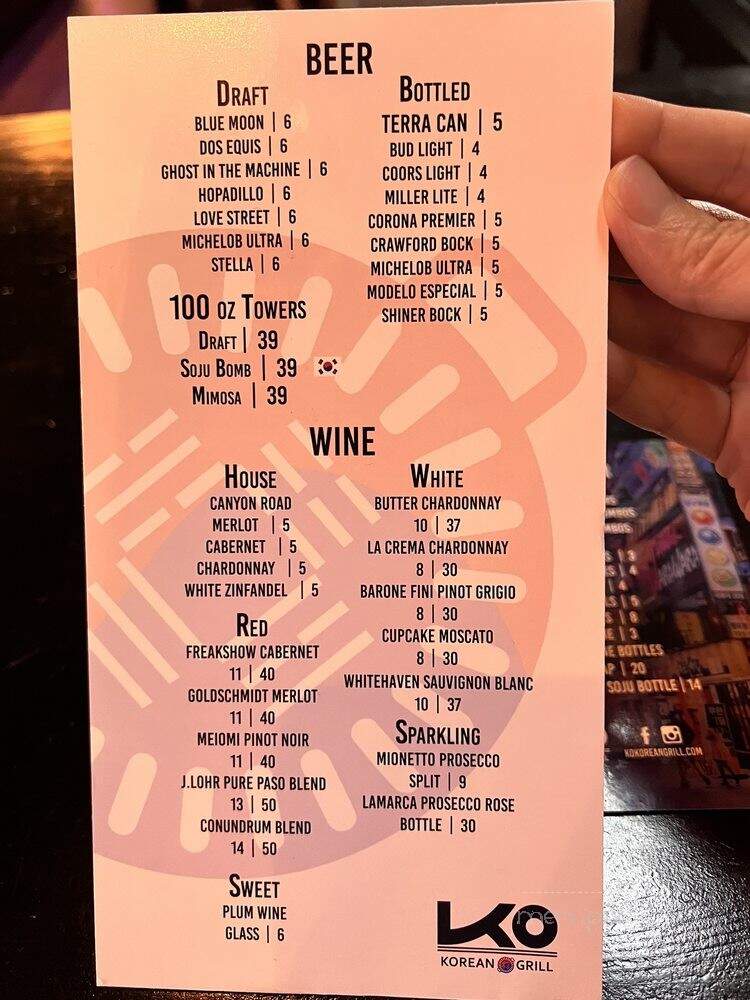 BEER
DRAFT
BLUE MOON | 6
DOS EQUIS | 6
GHOST IN THE MACHINE | 6
HOPADILLO | 6
LOVE STREET | 6
MICHELOB ULTRA | 6
STELLA | 6
100 OZ TOWERS
DRAFT | 39
SOJU BOMB | 39
MIMOSA | 39
BOTTLED
TERRA CAN | 5
BUD LIGHT | 4
COORS LIGHT | 4
MILLER LITE | 4
CORONA PREMIER | 5
CRAWFORD BOCK | 5
MICHELOB ULTRA | 5
MODELO ESPECIAL | 5
SHINER BOCK | 5
WINE
HOUSE
CANYON ROAD
MERLOT | 5
CABERNET | 5
CHARDONNAY | 5
WHITE ZINFANDEL | 5
RED
FREAKSHOW CABERNET
11 | 40
GOLDSCHMIDT MERLOT
11 | 40
MEIOMI PINOT NOIR
11 | 40
J.LOHR PURE PASO BLEND
13 | 50
CONUNDRUM BLEND
14 | 50
SWEET
PLUM WINE
GLASS | 6
WHITE
BUTTER CHARDONNAY
10 | 37
LA CREMA CHARDONNAY
8 | 30
BARONE FINI PINOT GRIGIO
8 | 30
CUPCAKE MOSCATO
8 | 30
WHITEHAVEN SAUVIGNON BLANC
10 | 37
SPARKLING
MIONETTO PROSECCO
SPLIT | 9
LAMARCA PROSECCO ROSE
BOTTLE | 30
KO
KOREAN GRILL
| 3
| 4
| 4
| 3
BOTTLES
| 20
SOJU BOTTLE | 14
KOKOREANGRILL.COM